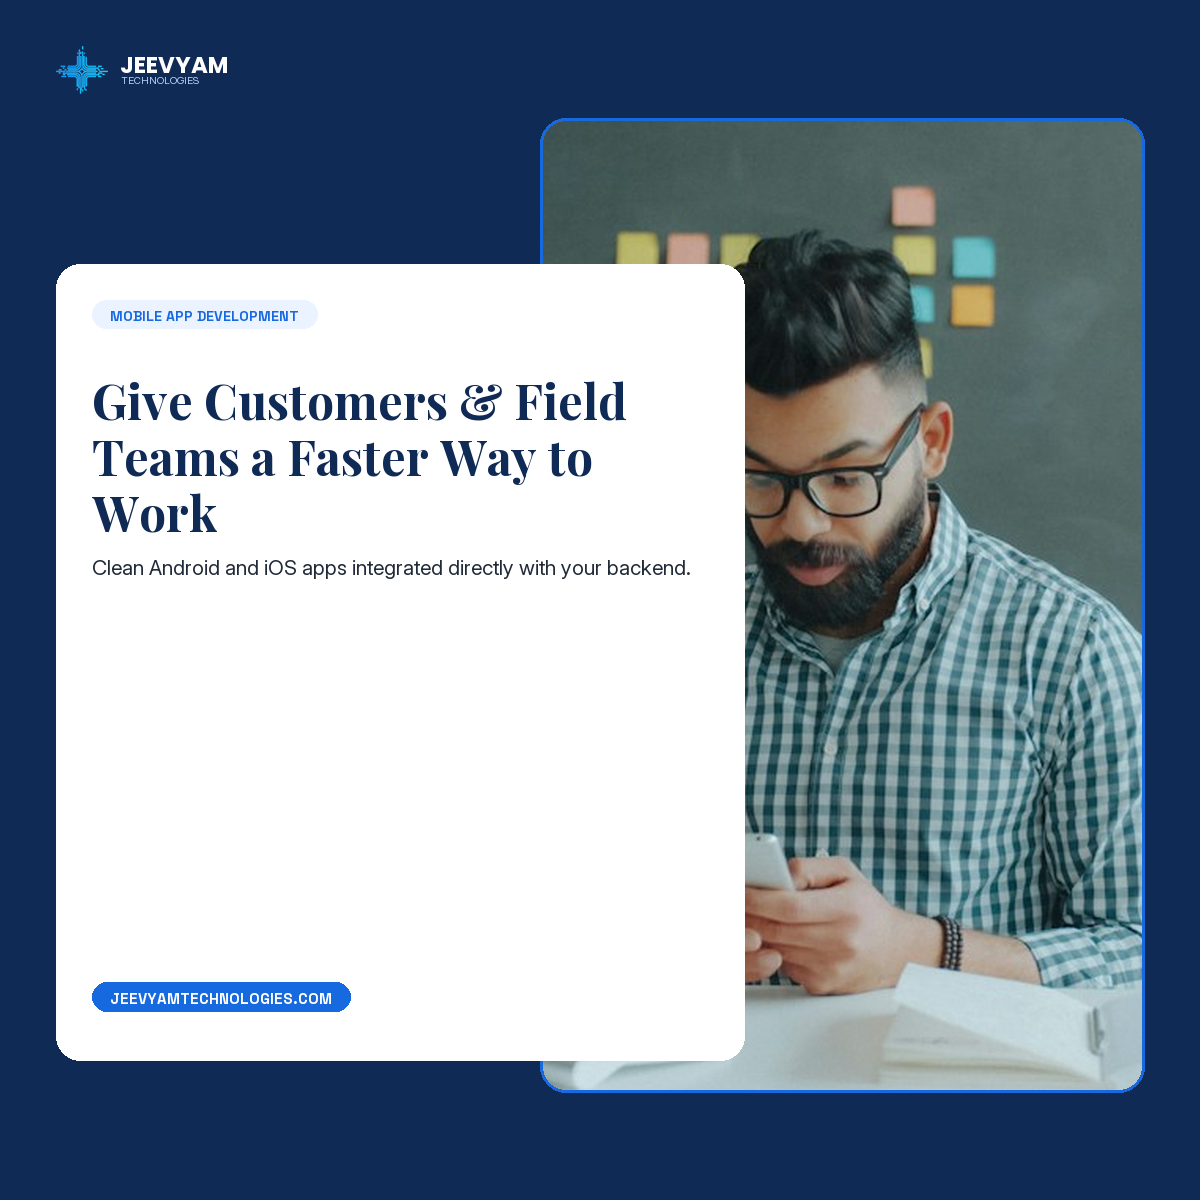 JEEVYAM
TECHNOLOGIES
MOBILE APP DEVELOPMENT
Give Customers & Field
Teams a Faster Way to
Work
Clean Android and iOS apps integrated directly with your backend.
JEEVYAMTECHNOLOGIES.COM